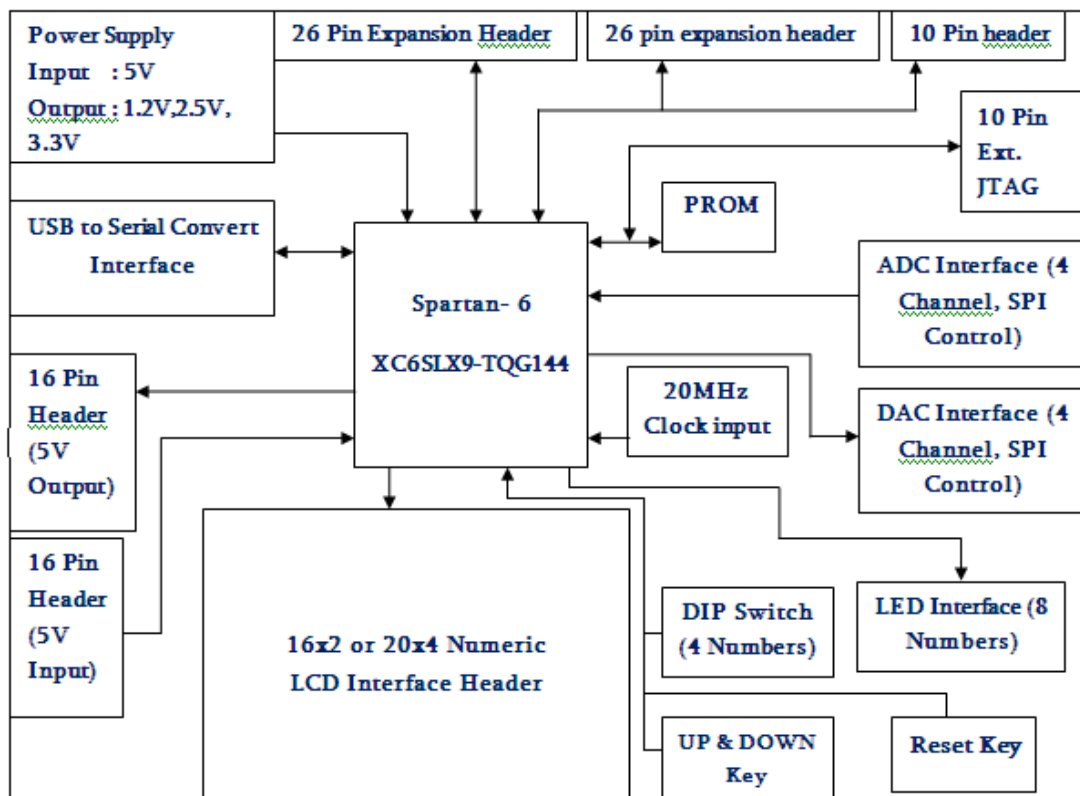 Power Supply
Input : 5V
Output : 1.2V,2.5V,
3.3V
26 Pin Expansion Header
26 pin expansion header
10 Pin header
10 Pin
Ext.
JTAG
PROM
USB to Serial Convert
Interface
Spartan- 6
XC6SLX9-TQG144
ADC Interface (4
Channel, SPI
Control)
16 Pin
Header
(5V
Output)
20MHz
Clock input
DAC Interface (4
Channel, SPI
Control)
16 Pin
Header
(5V
Input)
16x2 or 20x4 Numeric
LCD Interface Header
DIP Switch
(4 Numbers)
LED Interface (8
Numbers)
UP & DOWN
Key
Reset Key